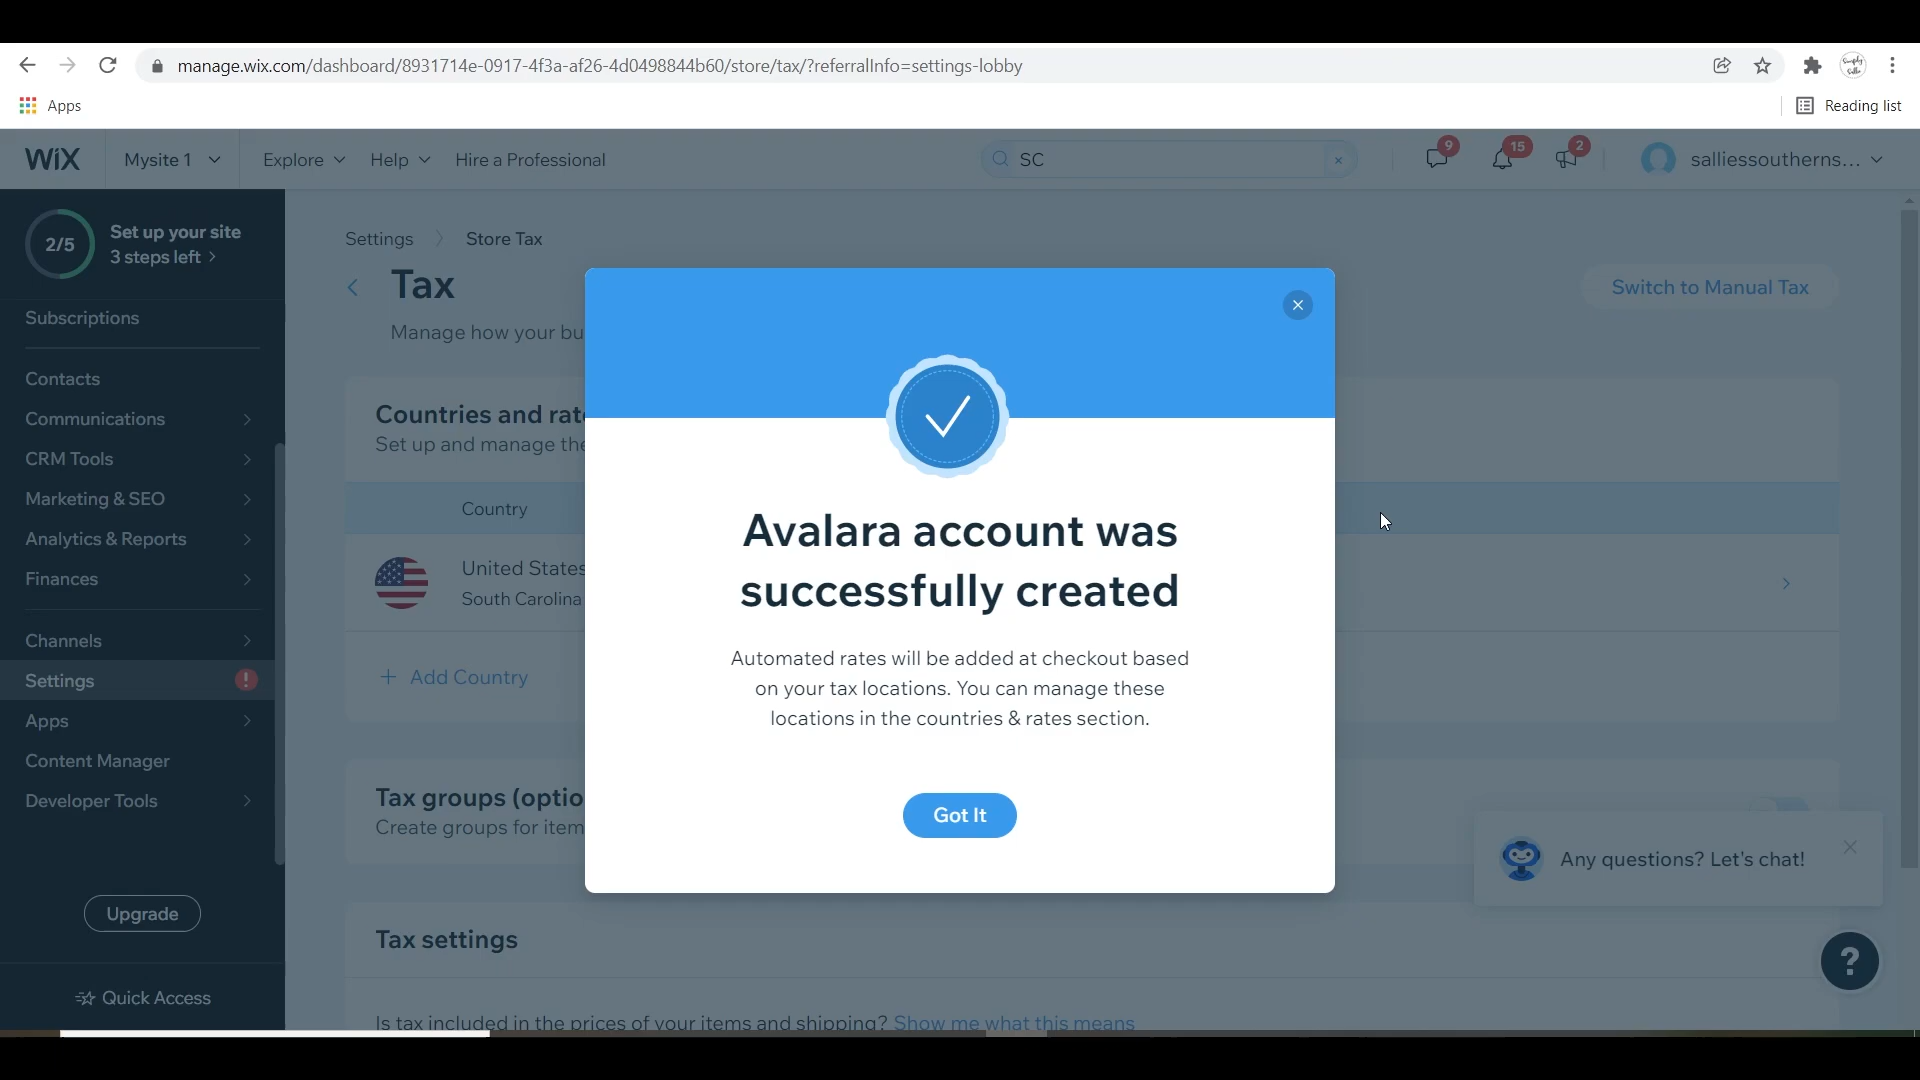 manage.wix.com/dashboard/8931714e-0917-4f3a-af26-4d0498844b60/store/tax/?referralInfo=settings-lobby
Apps
Reading list
WiX
Mysite 1
Explore
Help
Hire a Professional
SC
9
15
2
salliessoutherns...
2/5
Set up your site
3 steps left >
Subscriptions
Contacts
Communications
CRM Tools
Marketing & SEO
Analytics & Reports
Finances
Channels
Settings
!
Apps
Content Manager
Developer Tools
Upgrade
Quick Access
Settings
Store Tax
Tax
Switch to Manual Tax
Manage how your bu
Countries and rat
Set up and manage the
Country
United States
South Carolina
+ Add Country
Tax groups (optio
Create groups for item
Tax settings
Is tax included in the prices of your items and shipping? Show me what this means
Avalara account was
successfully created
Automated rates will be added at checkout based
on your tax locations. You can manage these
locations in the countries & rates section.
Got It
Any questions? Let's chat!
?